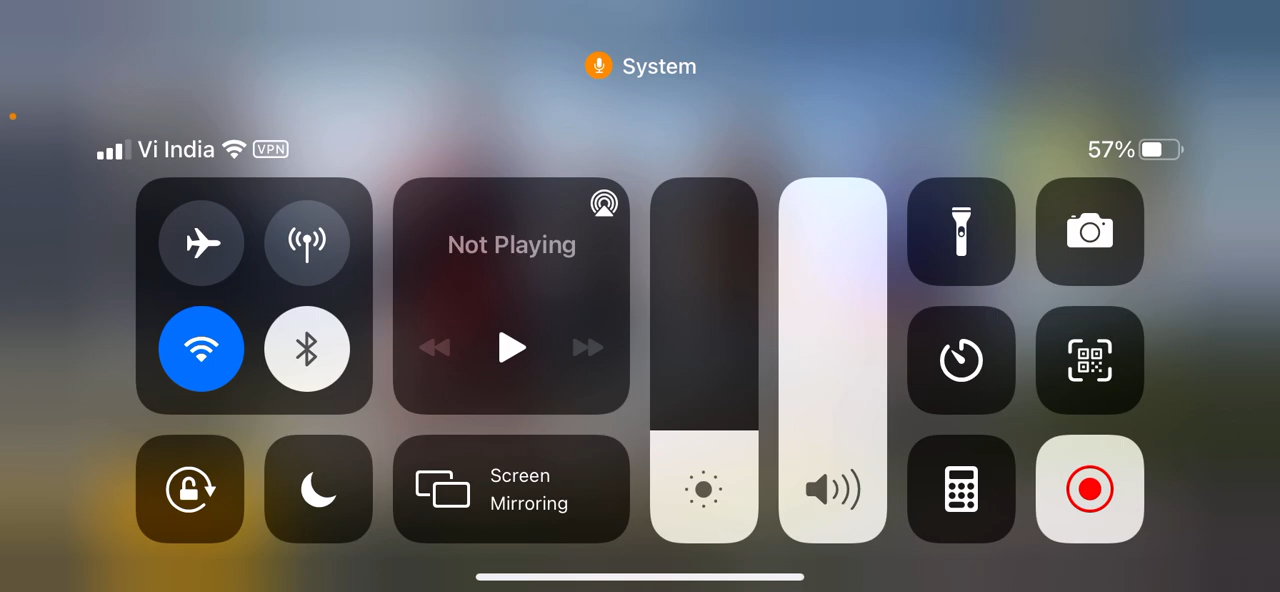 System
Vi India VPN
57%
Not Playing
Screen
Mirroring